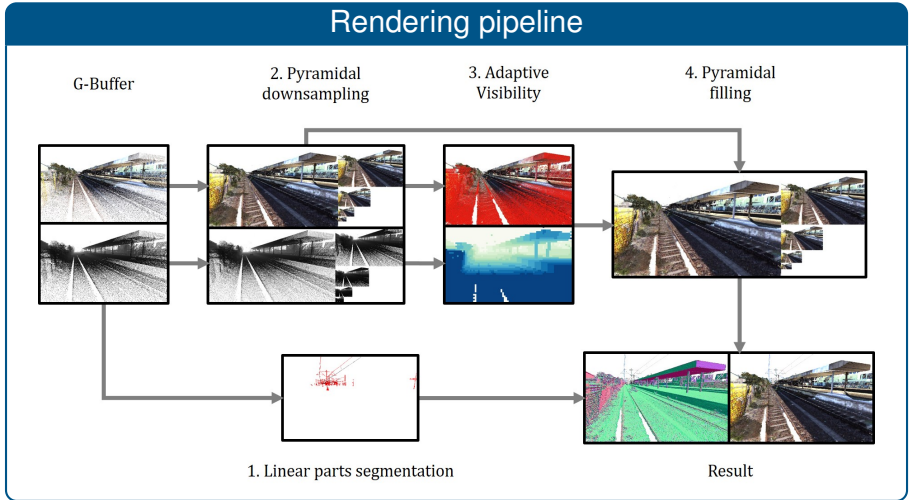 Rendering pipeline
G-Buffer
2. Pyramidal
downsampling
3. Adaptive
Visibility
4. Pyramidal
filling
1. Linear parts segmentation
Result